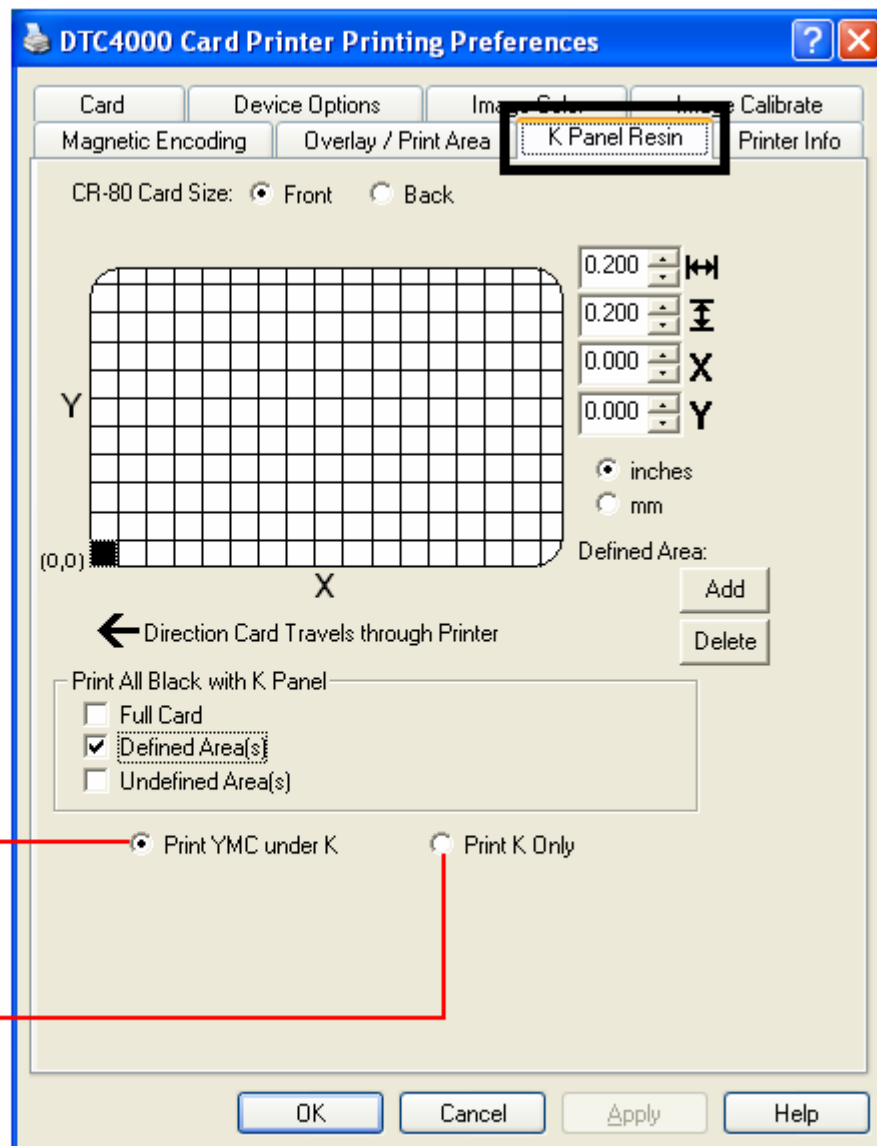 DTC4000 Card Printer Printing Preferences
Card Device Options Image Color Image Calibrate
Magnetic Encoding Overlay / Print Area K Panel Resin Printer Info
CR-80 Card Size: Front Back
0.200
0.200
0.000 X
Y 0.000 Y
inches
mm
(0,0) Defined Area:
X Add
Direction Card Travels through Printer Delete
Print All Black with K Panel
Full Card
Defined Area(s)
Undefined Area(s)
Print YMC under K Print K Only
OK Cancel Apply Help